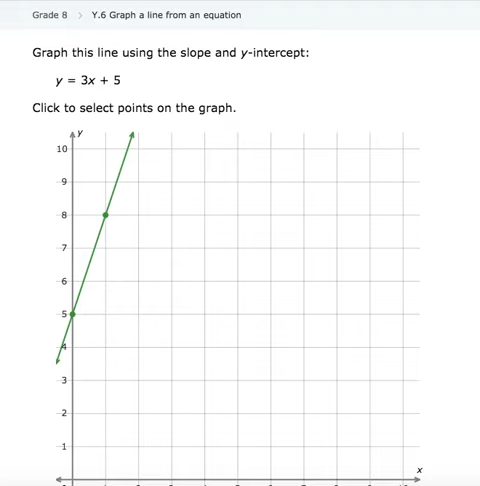 Grade 8 > Y.6 Graph a line from an equation
Graph this line using the slope and y-intercept:
y = 3x + 5
Click to select points on the graph.
y
10
9
8
7
6
5
4
3
2
1
x